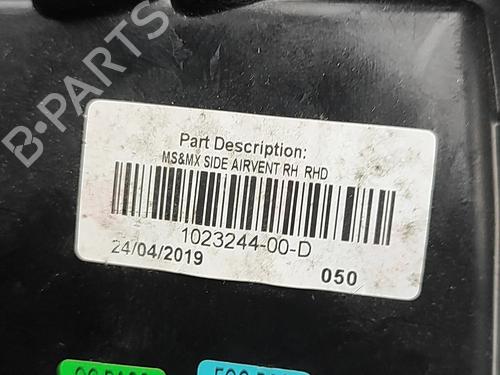 B-PARTS
Part Description:
MS&MX SIDE AIRVENT RH RHD
1023244-00-D
24/04/2019
050